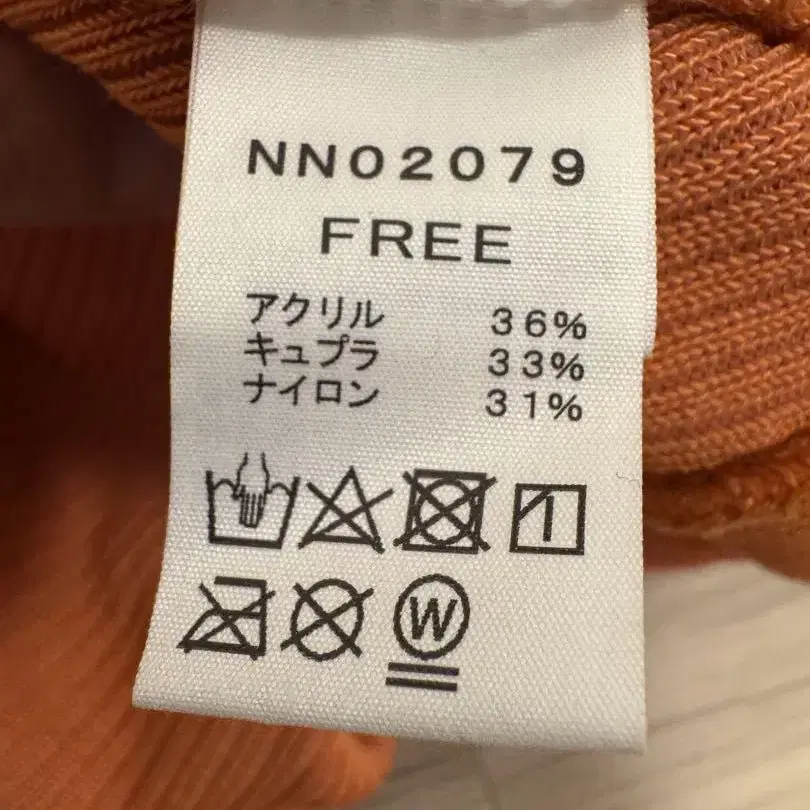 NN02079
FREE
アクリル 36%
キュプラ 33%
ナイロン 31%
W